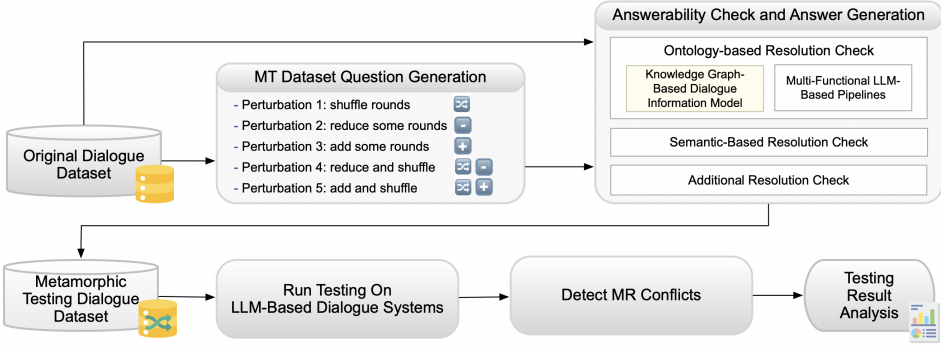 Answerability Check and Answer Generation
Ontology-based Resolution Check
Knowledge Graph-
Based Dialogue
Information Model
Multi-Functional LLM-
Based Pipelines
Semantic-Based Resolution Check
Additional Resolution Check
MT Dataset Question Generation
- Perturbation 1: shuffle rounds
- Perturbation 2: reduce some rounds
- Perturbation 3: add some rounds
- Perturbation 4: reduce and shuffle
- Perturbation 5: add and shuffle
Original Dialogue
Dataset
Metamorphic
Testing Dialogue
Dataset
Run Testing On
LLM-Based Dialogue Systems
Detect MR Conflicts
Testing
Result
Analysis